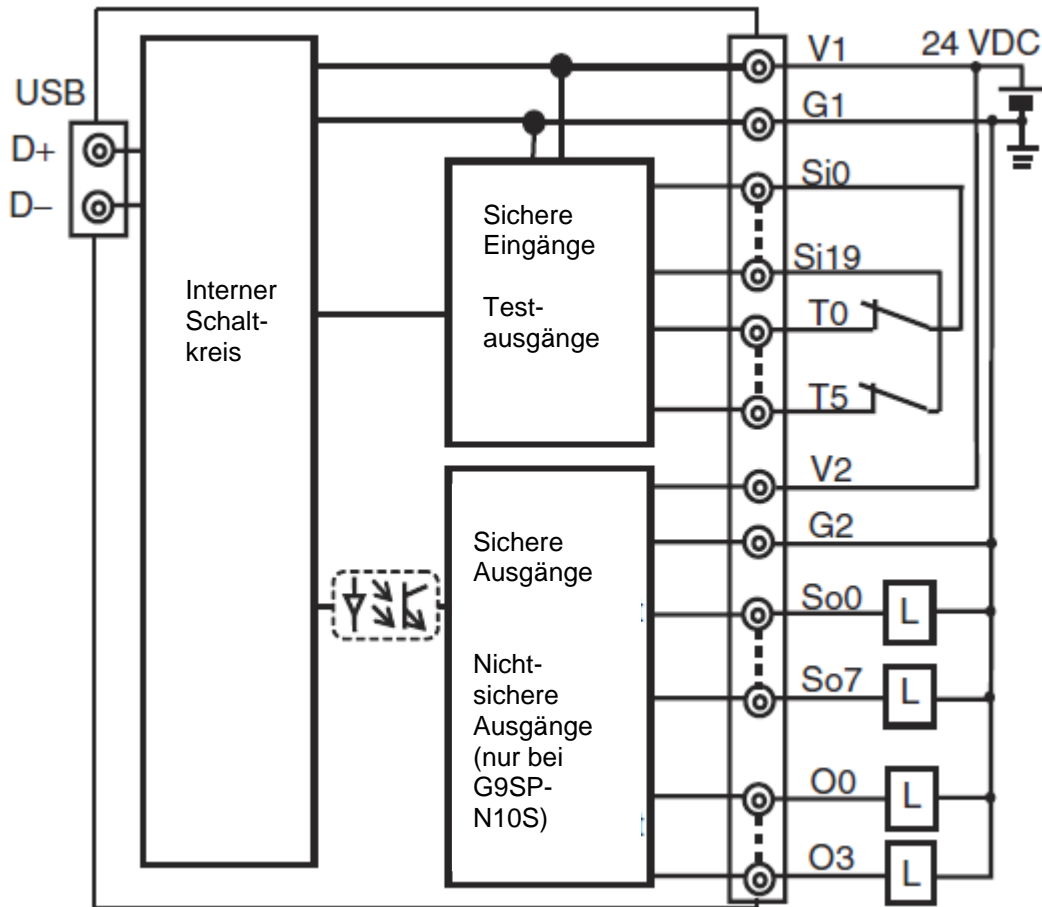 USB
D+
D–
Interner
Schalt-
kreis
Sichere
Eingänge
Test-
ausgänge
Sichere
Ausgänge
Nicht-
sichere
Ausgänge
(nur bei
G9SP-
N10S)
V1
24 VDC
G1
Si0
Si19
T0
T5
V2
G2
So0
L
So7
L
O0
L
O3
L